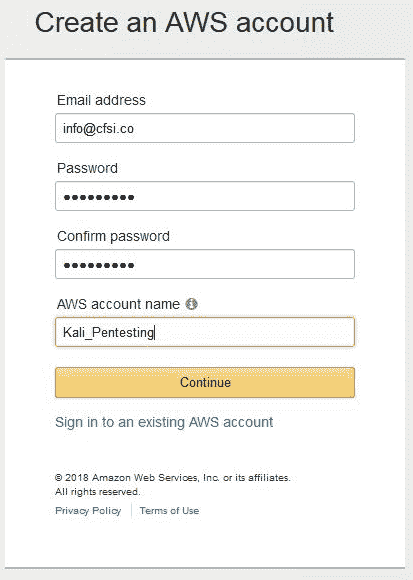 Create an AWS account
Email address
info@cfsi.co
Password
•••••••••
Confirm password
•••••••••
AWS account name i
Kali_Pentesting
Continue
Sign in to an existing AWS account
© 2018 Amazon Web Services, Inc. or its affiliates.
All rights reserved.
Privacy Policy | Terms of Use